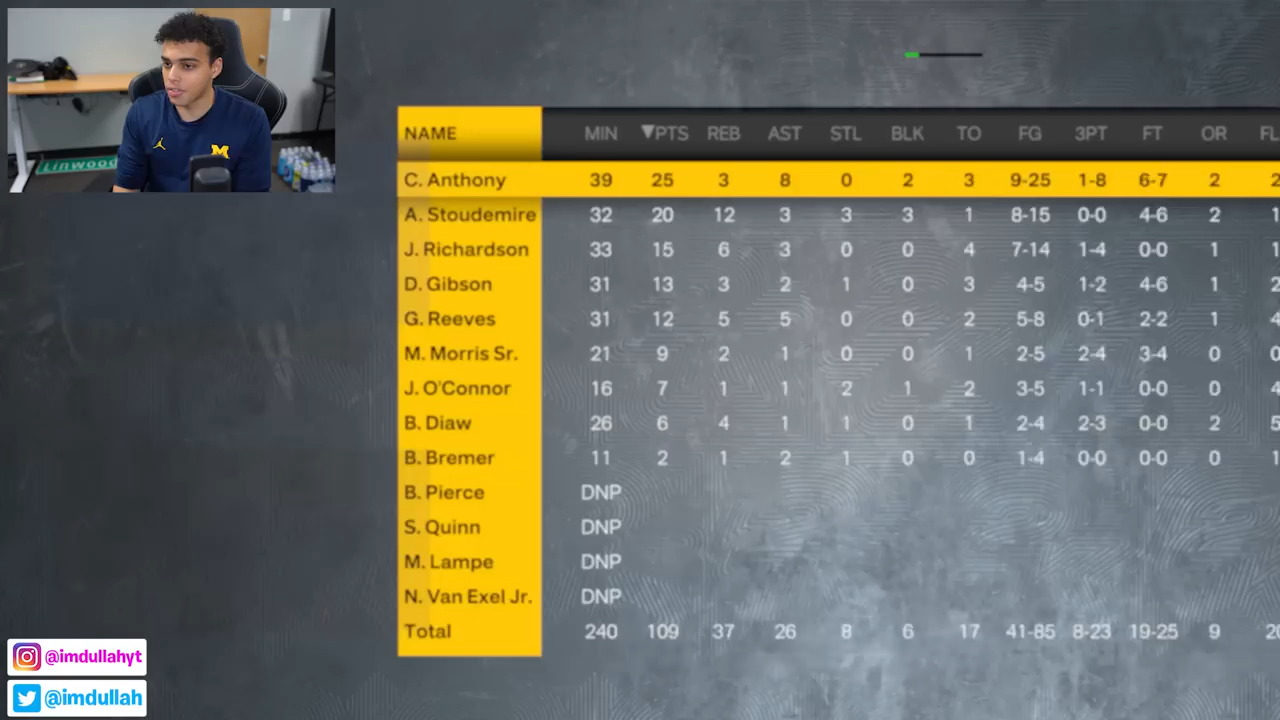 Linwood
M
NAME MIN ▼PTS REB AST STL BLK TO FG 3PT FT OR
C. Anthony 39 25 3 8 0 2 3 9-25 1-8 6-7 2 2
A. Stoudemire 32 20 12 3 3 3 1 8-15 0-0 4-6 2 1
J. Richardson 33 15 6 3 0 0 4 7-14 1-4 0-0 1 1
D. Gibson 31 13 3 2 1 0 3 4-5 1-2 4-6 1 2
G. Reeves 31 12 5 5 0 0 2 5-8 0-1 2-2 1 4
M. Morris Sr. 21 9 2 1 0 0 1 2-5 2-4 3-4 0 0
J. O'Connor 16 7 1 1 2 1 2 3-5 1-1 0-0 0 4
B. Diaw 26 6 4 1 1 0 1 2-4 2-3 0-0 2 5
B. Bremer 11 2 1 2 1 0 0 1-4 0-0 0-0 0 1
B. Pierce DNP
S. Quinn DNP
M. Lampe DNP
N. Van Exel Jr. DNP
Total 240 109 37 26 8 6 17 41-85 8-23 19-25 9 20
@imdullahyt
@imdullah